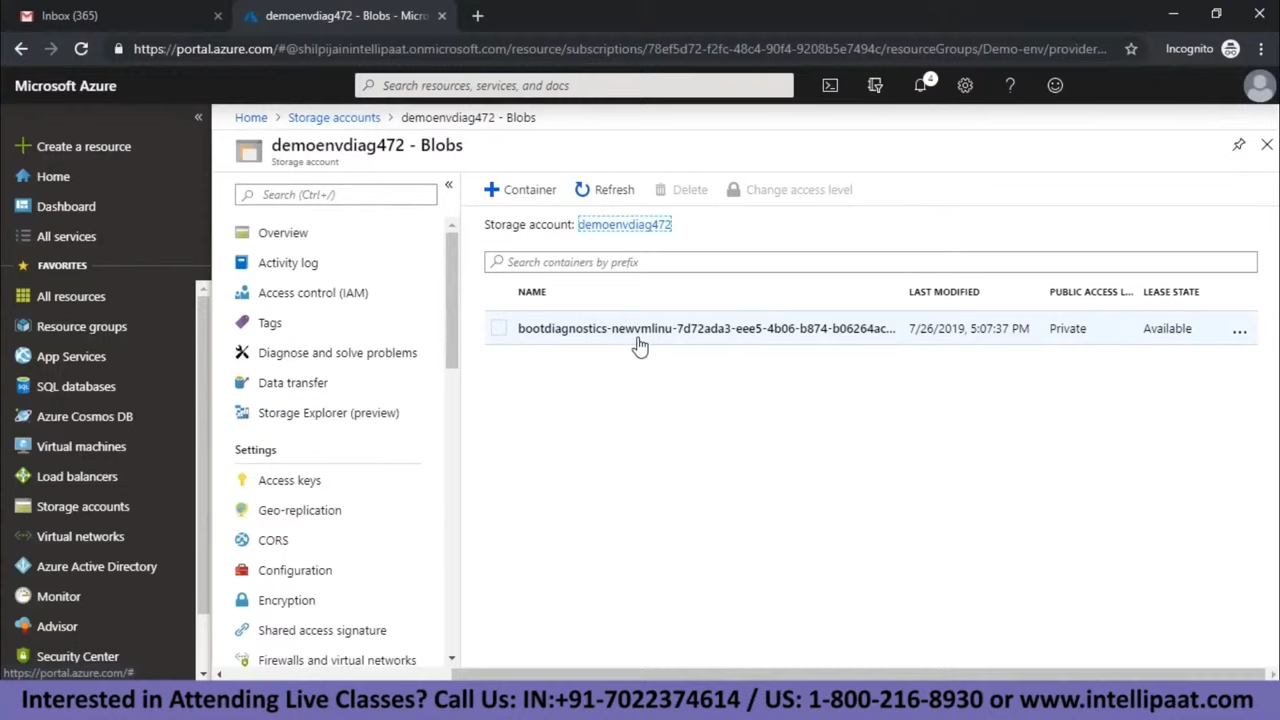 Inbox (365)
demoenvdiag472 - Blobs - Micro
https://portal.azure.com/#@shilpijainintellipaat.onmicrosoft.com/resource/subscriptions/78ef5d72-f2fc-48c4-90f4-9208b5e7494c/resourceGroups/Demo-env/provider...
Incognito
Microsoft Azure
Search resources, services, and docs
4
Create a resource
Home
Dashboard
All services
FAVORITES
All resources
Resource groups
App Services
SQL databases
Azure Cosmos DB
Virtual machines
Load balancers
Storage accounts
Virtual networks
Azure Active Directory
Monitor
Advisor
Security Center
https://portal.azure.com/#
Home > Storage accounts > demoenvdiag472 - Blobs
demoenvdiag472 - Blobs
Storage account
Search (Ctrl+/)
Overview
Activity log
Access control (IAM)
Tags
Diagnose and solve problems
Data transfer
Storage Explorer (preview)
Settings
Access keys
Geo-replication
CORS
Configuration
Encryption
Shared access signature
Firewalls and virtual networks
Container Refresh Delete Change access level
Storage account: demoenvdiag472
Search containers by prefix
NAME LAST MODIFIED PUBLIC ACCESS L... LEASE STATE
bootdiagnostics-newvmlinu-7d72ada3-eee5-4b06-b874-b06264ac... 7/26/2019, 5:07:37 PM Private Available ...
Interested in Attending Live Classes? Call Us: IN:+91-7022374614 / US: 1-800-216-8930 or www.intellipaat.com